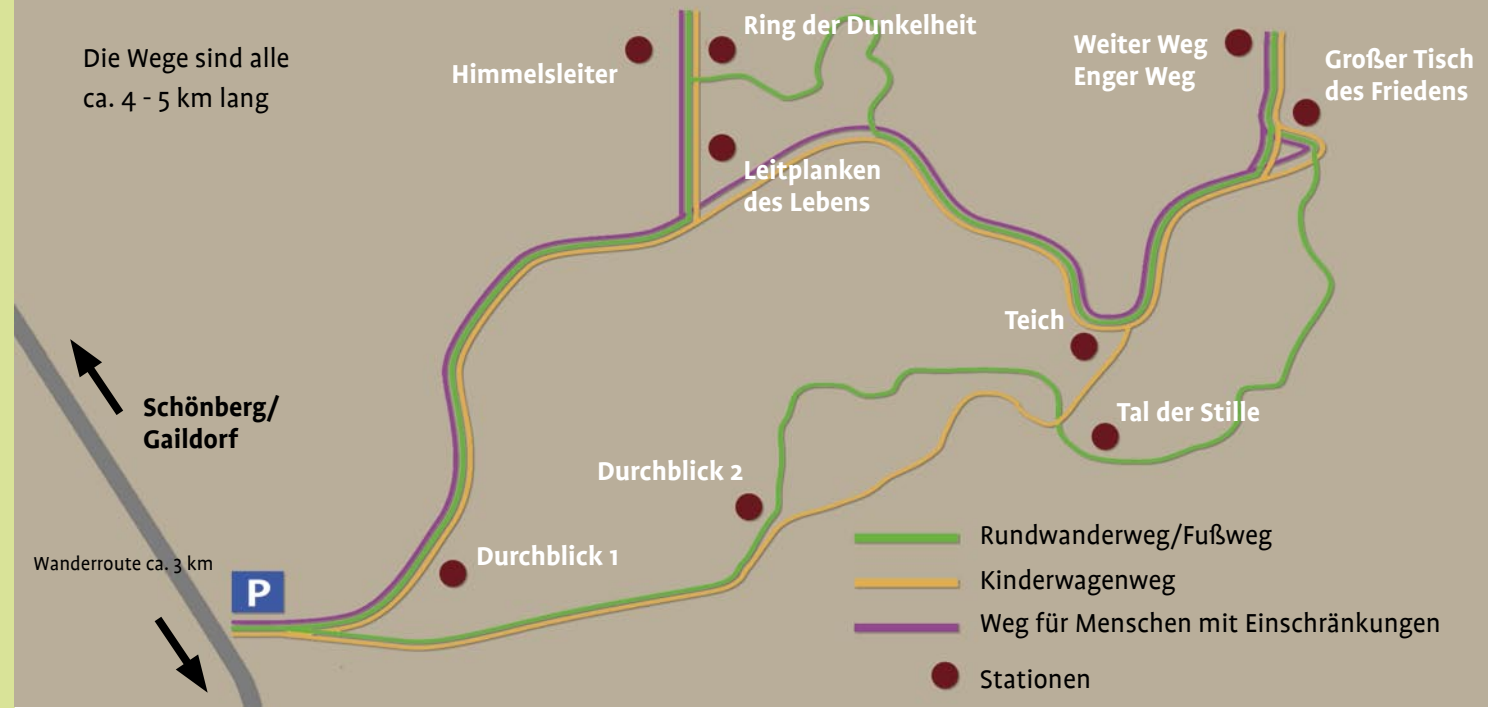 Die Wege sind alle
ca. 4 - 5 km lang
Himmelsleiter
Ring der Dunkelheit
Weiter Weg
Enger Weg
Großer Tisch
des Friedens
Leitplanken
des Lebens
Teich
Schönberg/
Gaildorf
Tal der Stille
Durchblick 2
Durchblick 1
Wanderroute ca. 3 km
P
Rundwanderweg/Fußweg
Kinderwagenweg
Weg für Menschen mit Einschränkungen
Stationen